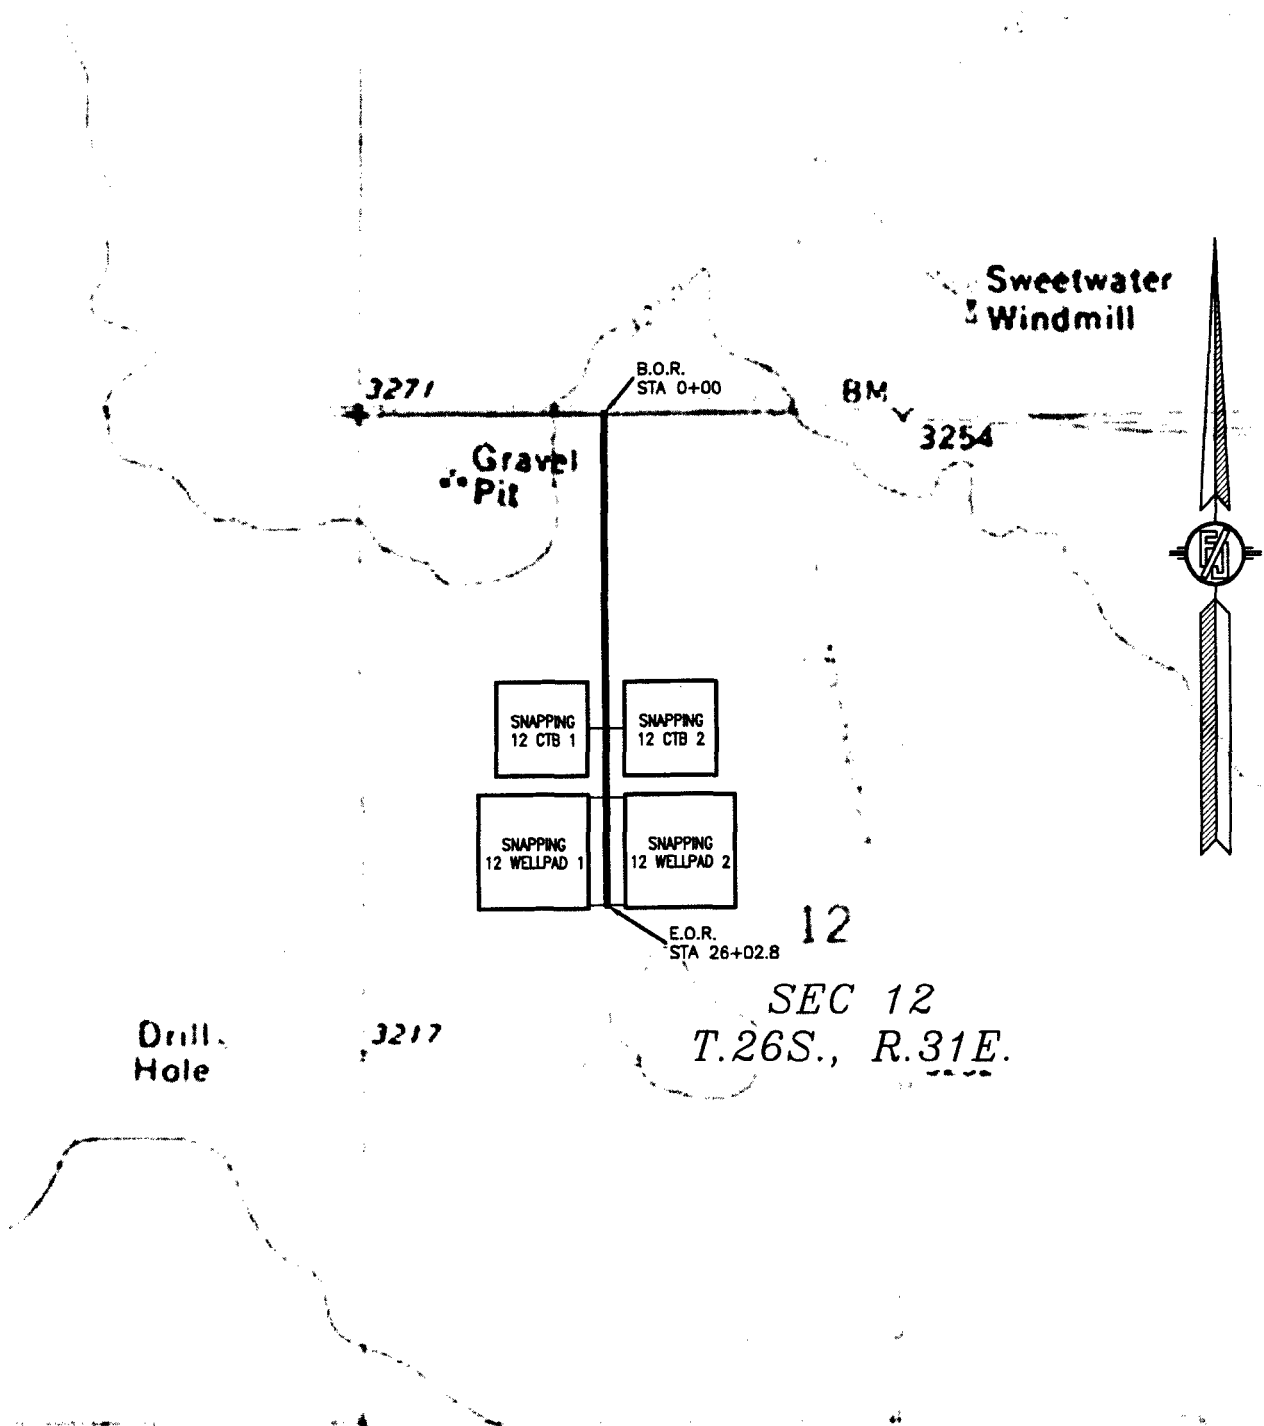 Sweetwater
Windmill
B.O.R.
STA 0+00
3271
BM
3254
Gravel
Pit
SNAPPING
12 CTB 1
SNAPPING
12 CTB 2
SNAPPING
12 WELLPAD 1
SNAPPING
12 WELLPAD 2
12
E.O.R.
STA 26+02.8
SEC 12
T.26S., R.31E.
Drill
Hole
3217